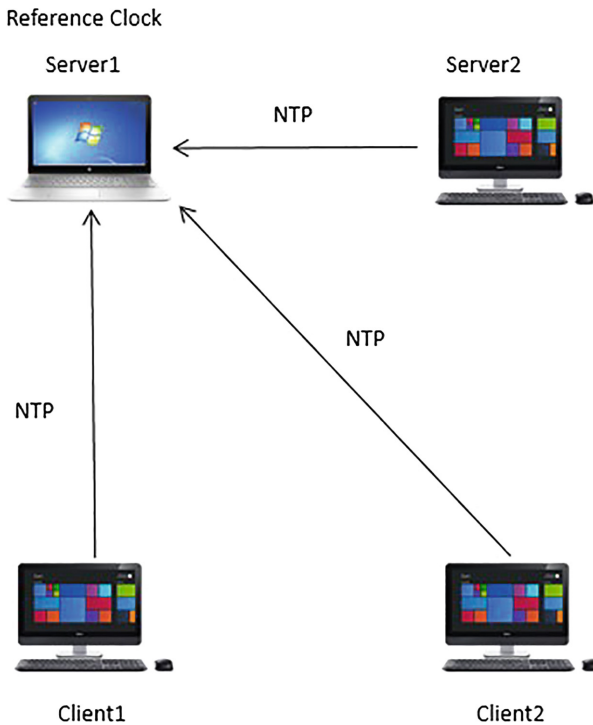 Reference Clock
Server1
Server2
NTP
NTP
NTP
Client1
Client2